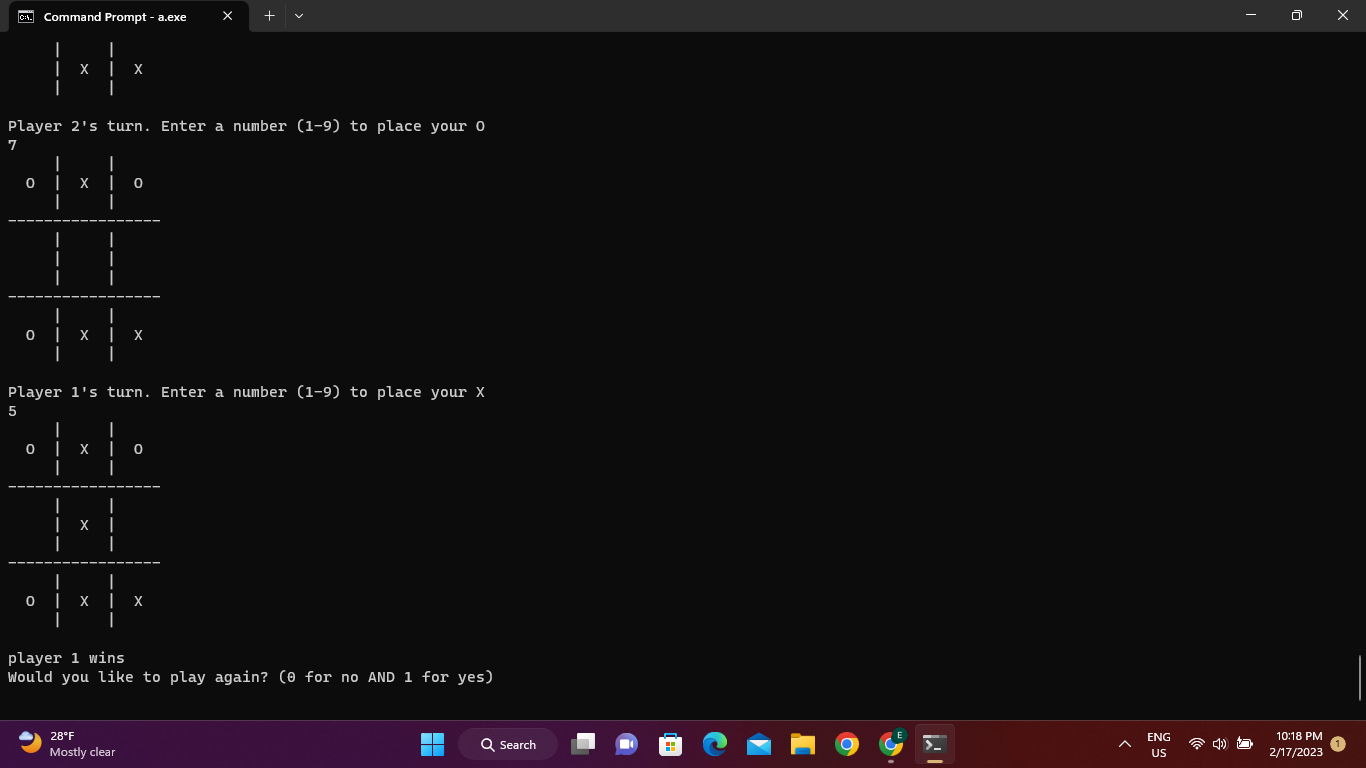 Command Prompt - a.exe
     |     |
     |  X  |  X
     |     |
Player 2's turn. Enter a number (1-9) to place your O
7
     |     |
  O  |  X  |  O
     |     |
-----------------
     |     |
     |     |
     |     |
-----------------
     |     |
  O  |  X  |  X
     |     |
Player 1's turn. Enter a number (1-9) to place your X
5
     |     |
  O  |  X  |  O
     |     |
-----------------
     |     |
     |  X  |
     |     |
-----------------
     |     |
  O  |  X  |  X
     |     |
player 1 wins
Would you like to play again? (0 for no AND 1 for yes)
28°F
Mostly clear
Search
E
ENG
US
10:18 PM
2/17/2023
1